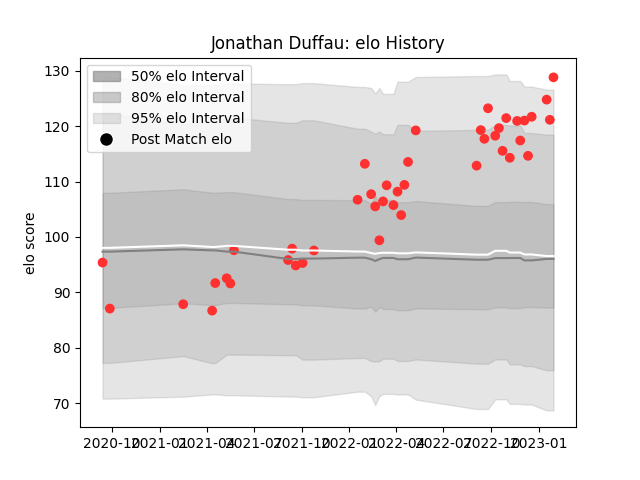 Jonathan Duffau: elo History
50% elo Interval
80% elo Interval
95% elo Interval
Post Match elo
elo score
130
120
110
100
90
80
70
2020-10 2021-01 2021-04 2021-07 2021-10 2022-01 2022-04 2022-07 2022-10 2023-01